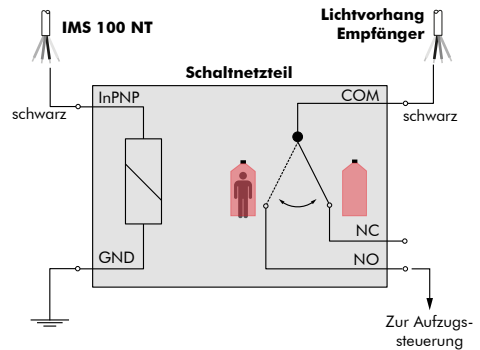 IMS 100 NT
Lichtvorhang
Empfänger
Schaltnetzteil
InPNP
COM
schwarz
schwarz
NC
GND
NO
Zur Aufzugs-
steuerung